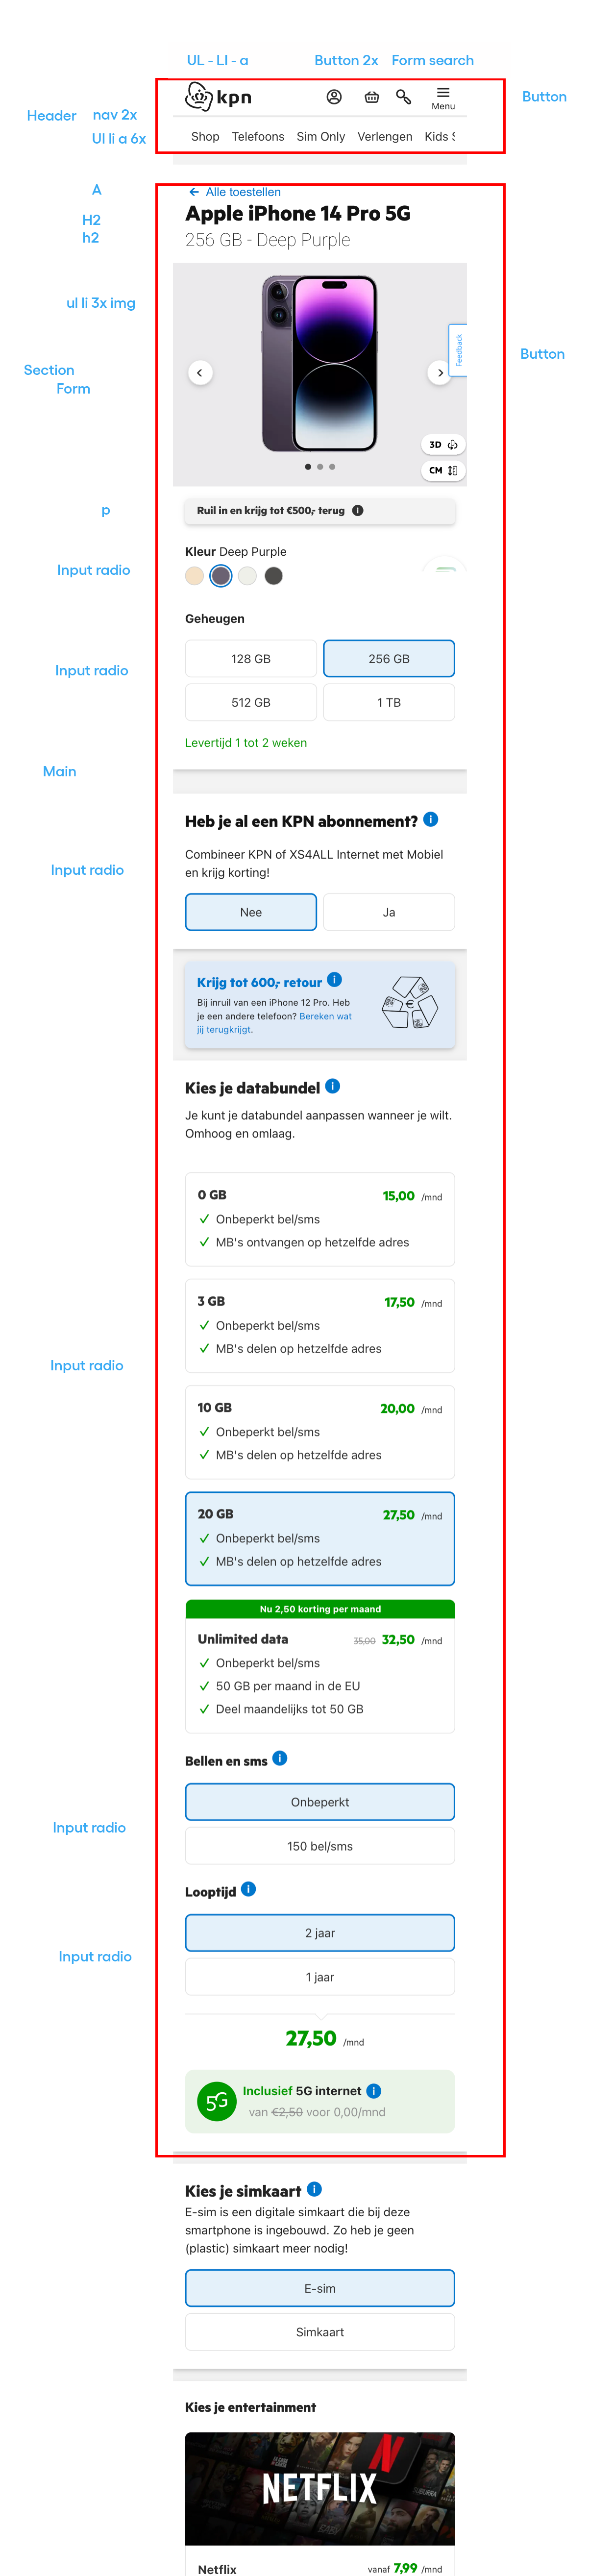 UL - LI - a Button 2x Form search
Button
kpn
Menu
Header nav 2x
Ul li a 6x
Shop Telefoons Sim Only Verlengen Kids S
A
← Alle toestellen
Apple iPhone 14 Pro 5G
H2
h2
256 GB - Deep Purple
ul li 3x img
Feedback
Button
Section
Form
3D
CM
p
Ruil in en krijg tot €500,- terug
Kleur Deep Purple
Input radio
Geheugen
128 GB 256 GB
Input radio
512 GB 1 TB
Levertijd 1 tot 2 weken
Main
Heb je al een KPN abonnement? i
Combineer KPN of XS4ALL Internet met Mobiel
en krijg korting!
Input radio
Nee Ja
Krijg tot 600,- retour i
Bij inruil van een iPhone 12 Pro. Heb
je een andere telefoon? Bereken wat
jij terugkrijgt.
Kies je databundel i
Je kunt je databundel aanpassen wanneer je wilt.
Omhoog en omlaag.
0 GB 15,00 /mnd
Onbeperkt bel/sms
MB's ontvangen op hetzelfde adres
3 GB 17,50 /mnd
Onbeperkt bel/sms
MB's delen op hetzelfde adres
Input radio
10 GB 20,00 /mnd
Onbeperkt bel/sms
MB's delen op hetzelfde adres
20 GB 27,50 /mnd
Onbeperkt bel/sms
MB's delen op hetzelfde adres
Nu 2,50 korting per maand
Unlimited data 35,00 32,50 /mnd
Onbeperkt bel/sms
50 GB per maand in de EU
Deel maandelijks tot 50 GB
Bellen en sms i
Onbeperkt
Input radio
150 bel/sms
Looptijd i
2 jaar
Input radio
1 jaar
27,50 /mnd
5G
Inclusief 5G internet i
van €2,50 voor 0,00/mnd
Kies je simkaart i
E-sim is een digitale simkaart die bij deze
smartphone is ingebouwd. Zo heb je geen
(plastic) simkaart meer nodig!
E-sim
Simkaart
Kies je entertainment
NETFLIX
Netflix vanaf 7,99 /mnd